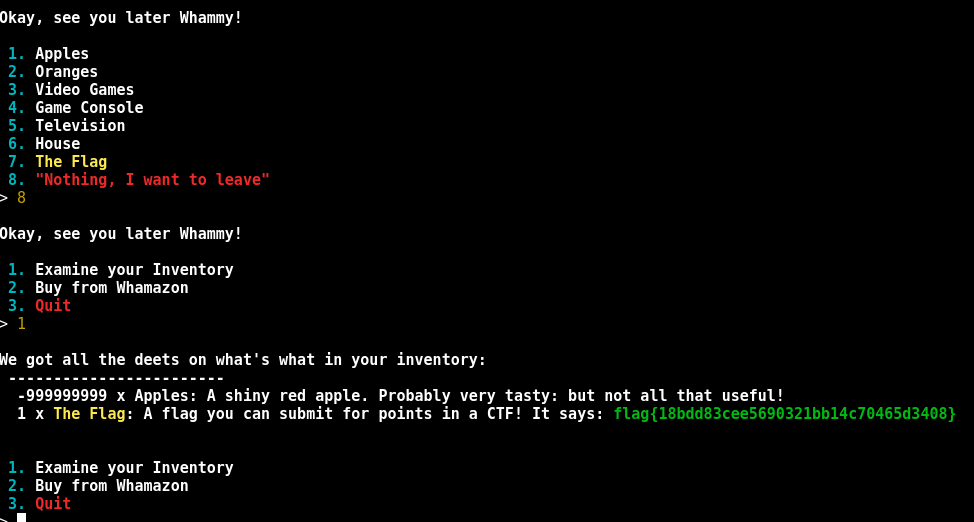 Okay, see you later Whammy!
1. Apples
2. Oranges
3. Video Games
4. Game Console
5. Television
6. House
7. The Flag
8. "Nothing, I want to leave"
> 8
Okay, see you later Whammy!
1. Examine your Inventory
2. Buy from Whamazon
3. Quit
> 1
We got all the deets on what's what in your inventory:
------------------------
-999999999 x Apples: A shiny red apple. Probably very tasty: but not all that useful!
1 x The Flag: A flag you can submit for points in a CTF! It says: flag{18bdd83cee5690321bb14c70465d3408}
1. Examine your Inventory
2. Buy from Whamazon
3. Quit
>